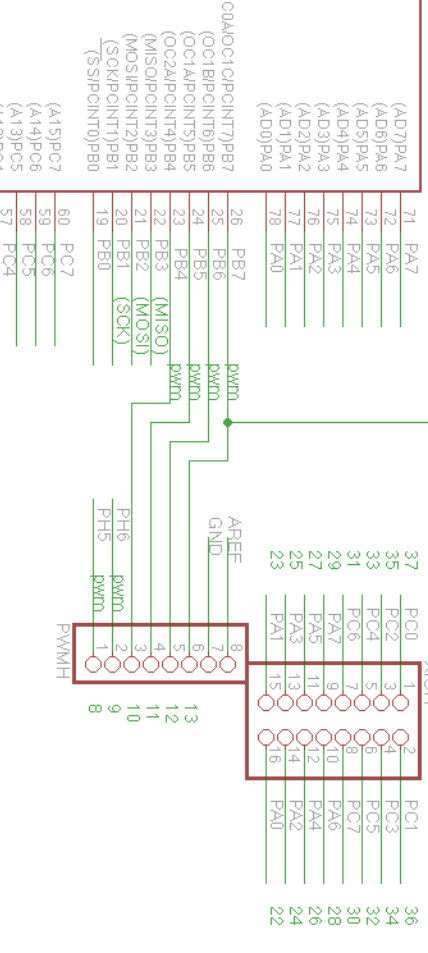 (AD7)PA7
(AD6)PA6
(AD5)PA5
(AD4)PA4
(AD3)PA3
(AD2)PA2
(AD1)PA1
(AD0)PA0
C0A/OC1C/PCINT7)PB7
(OC1B/PCINT6)PB6
(OC1A/PCINT5)PB5
(OC2A/PCINT4)PB4
(MISO/PCINT3)PB3
(MOSI/PCINT2)PB2
(SCK/PCINT1)PB1
(SS/PCINT0)PB0
(A15)PC7
(A14)PC6
(A13)PC5
71 PA7
72 PA6
73 PA5
74 PA4
75 PA3
76 PA2
77 PA1
78 PA0
26 PB7 pwm
25 PB6 pwm
24 PB5 pwm
23 PB4 pwm
22 PB3 (MISO)
21 PB2 (MOSI)
20 PB1 (SCK)
19 PB0
60 PC7
59 PC6
58 PC5
57 PC4
37 PC0 1
35 PC2 3
33 PC4 5
31 PC6 7
29 PA7 9
27 PA5 11
25 PA3 13
23 PA1 15
2 PC1 36
4 PC3 34
6 PC5 32
8 PC7 30
10 PA6 28
12 PA4 26
14 PA2 24
16 PA0 22
AREF 8
GND 7
6 13
5 12
4 11
3 10
PH6 pwm 2 9
PH5 pwm 1 8
PWMH